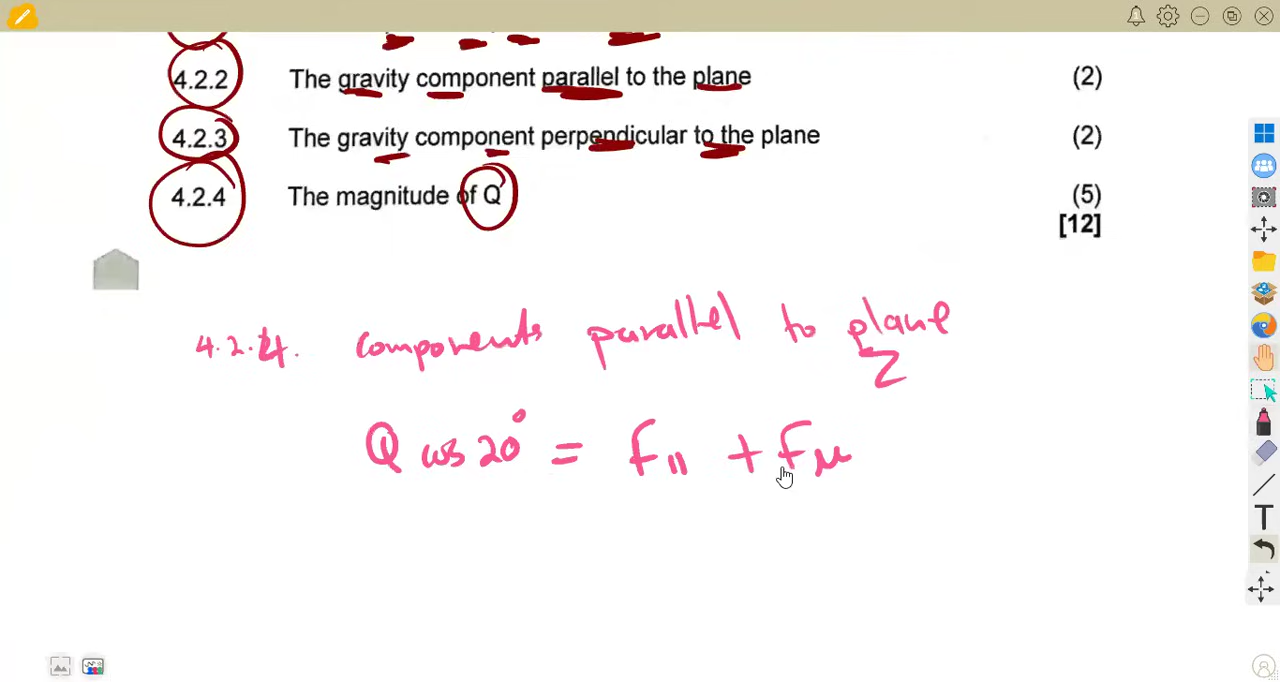 4.2.2 The gravity component parallel to the plane (2)
4.2.3 The gravity component perpendicular to the plane (2)
4.2.4 The magnitude of Q (5)
[12]
4.2.4. components parallel to plane
Q cos 20° = F∥ + Fμ
T